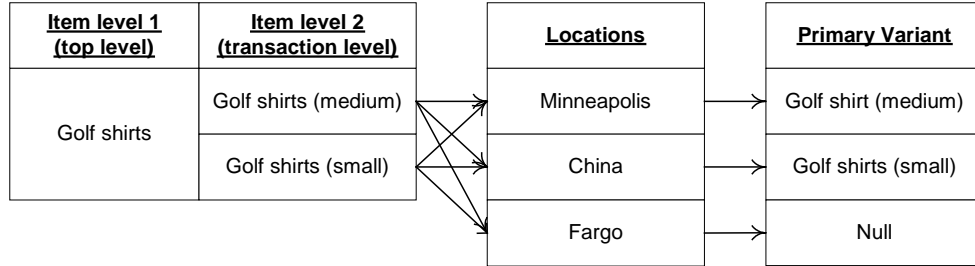 Item level 1
(top level)
Item level 2
(transaction level)
Locations
Primary Variant
Golf shirts
Golf shirts (medium)
Golf shirts (small)
Minneapolis
China
Fargo
Golf shirt (medium)
Golf shirts (small)
Null